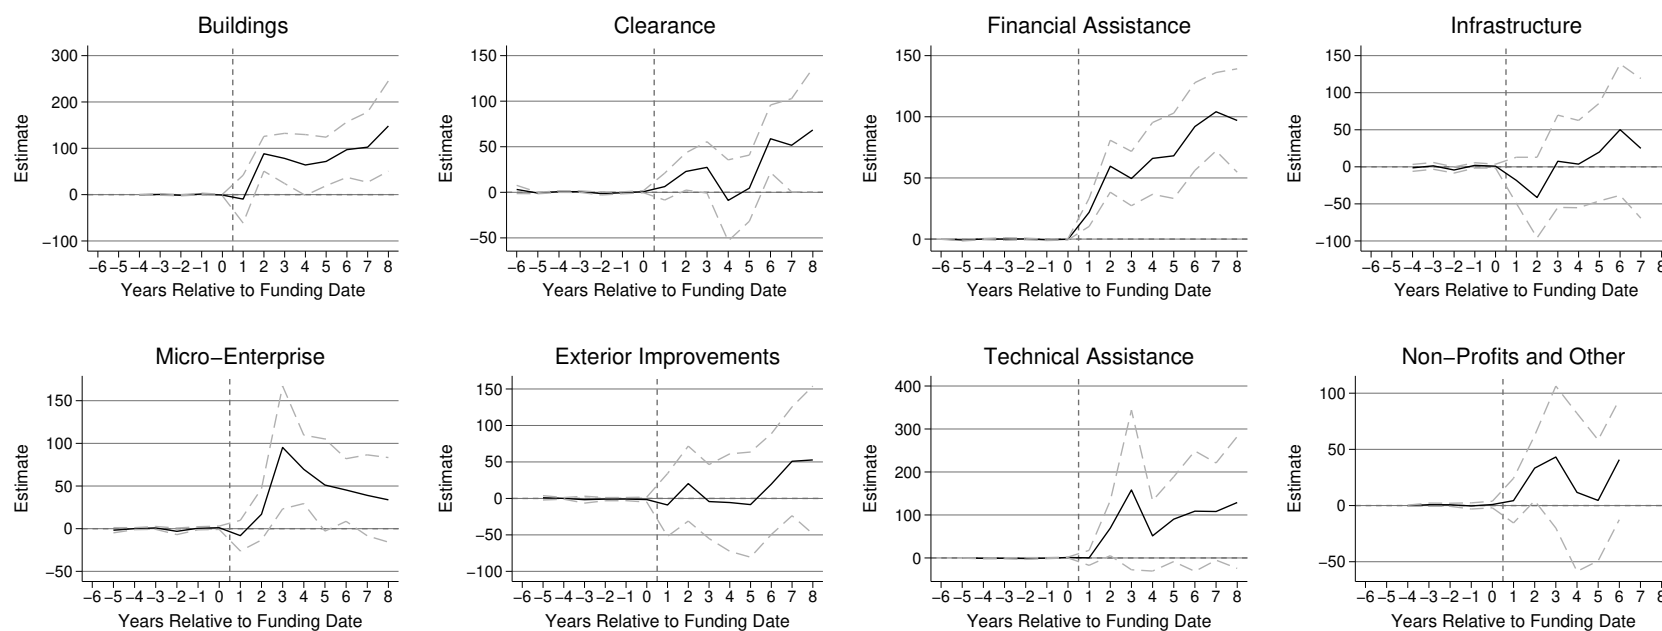 Buildings Clearance Financial Assistance Infrastructure
300 150 150 150
200 100 100 100
100 50 50 50
0 0 0 0
−100 −50 −50
−100
Estimate Estimate Estimate Estimate
−6 −5 −4 −3 −2 −1 0 1 2 3 4 5 6 7 8 −6 −5 −4 −3 −2 −1 0 1 2 3 4 5 6 7 8 −6 −5 −4 −3 −2 −1 0 1 2 3 4 5 6 7 8 −6 −5 −4 −3 −2 −1 0 1 2 3 4 5 6 7 8
Years Relative to Funding Date Years Relative to Funding Date Years Relative to Funding Date Years Relative to Funding Date
Micro−Enterprise Exterior Improvements Technical Assistance Non−Profits and Other
150 150 400 100
100 100 300 50
50 50 200 0
0 0 100 −50
−50 −50 0
−100
Estimate Estimate Estimate Estimate
−6 −5 −4 −3 −2 −1 0 1 2 3 4 5 6 7 8 −6 −5 −4 −3 −2 −1 0 1 2 3 4 5 6 7 8 −6 −5 −4 −3 −2 −1 0 1 2 3 4 5 6 7 8 −6 −5 −4 −3 −2 −1 0 1 2 3 4 5 6 7 8
Years Relative to Funding Date Years Relative to Funding Date Years Relative to Funding Date Years Relative to Funding Date